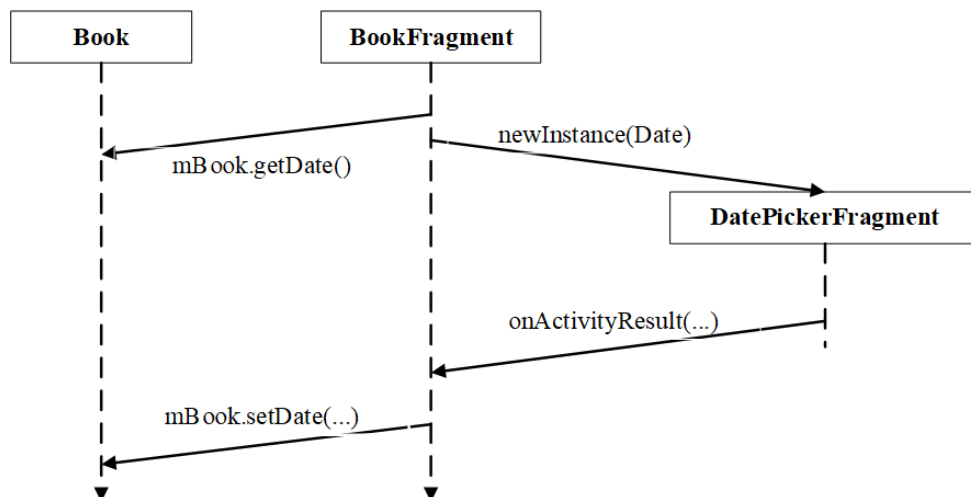 Book
BookFragment
newInstance(Date)
mBook.getDate()
DatePickerFragment
onActivityResult(...)
mBook.setDate(...)